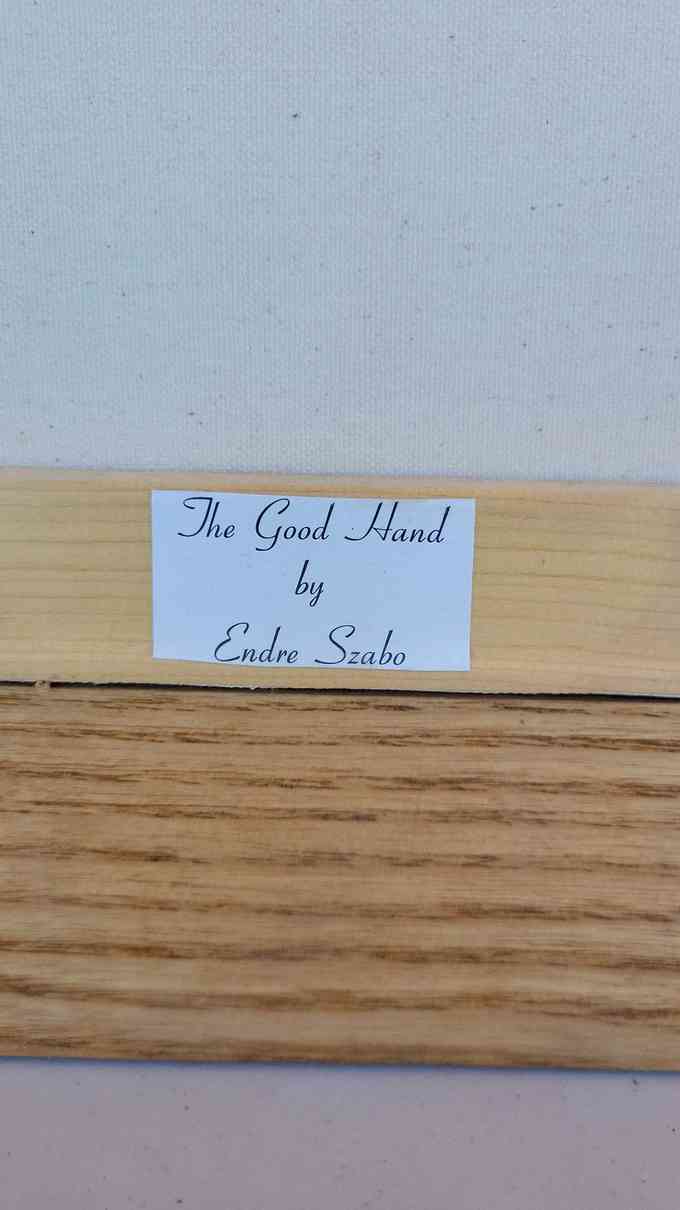 The Good Hand
by
Endre Szabo